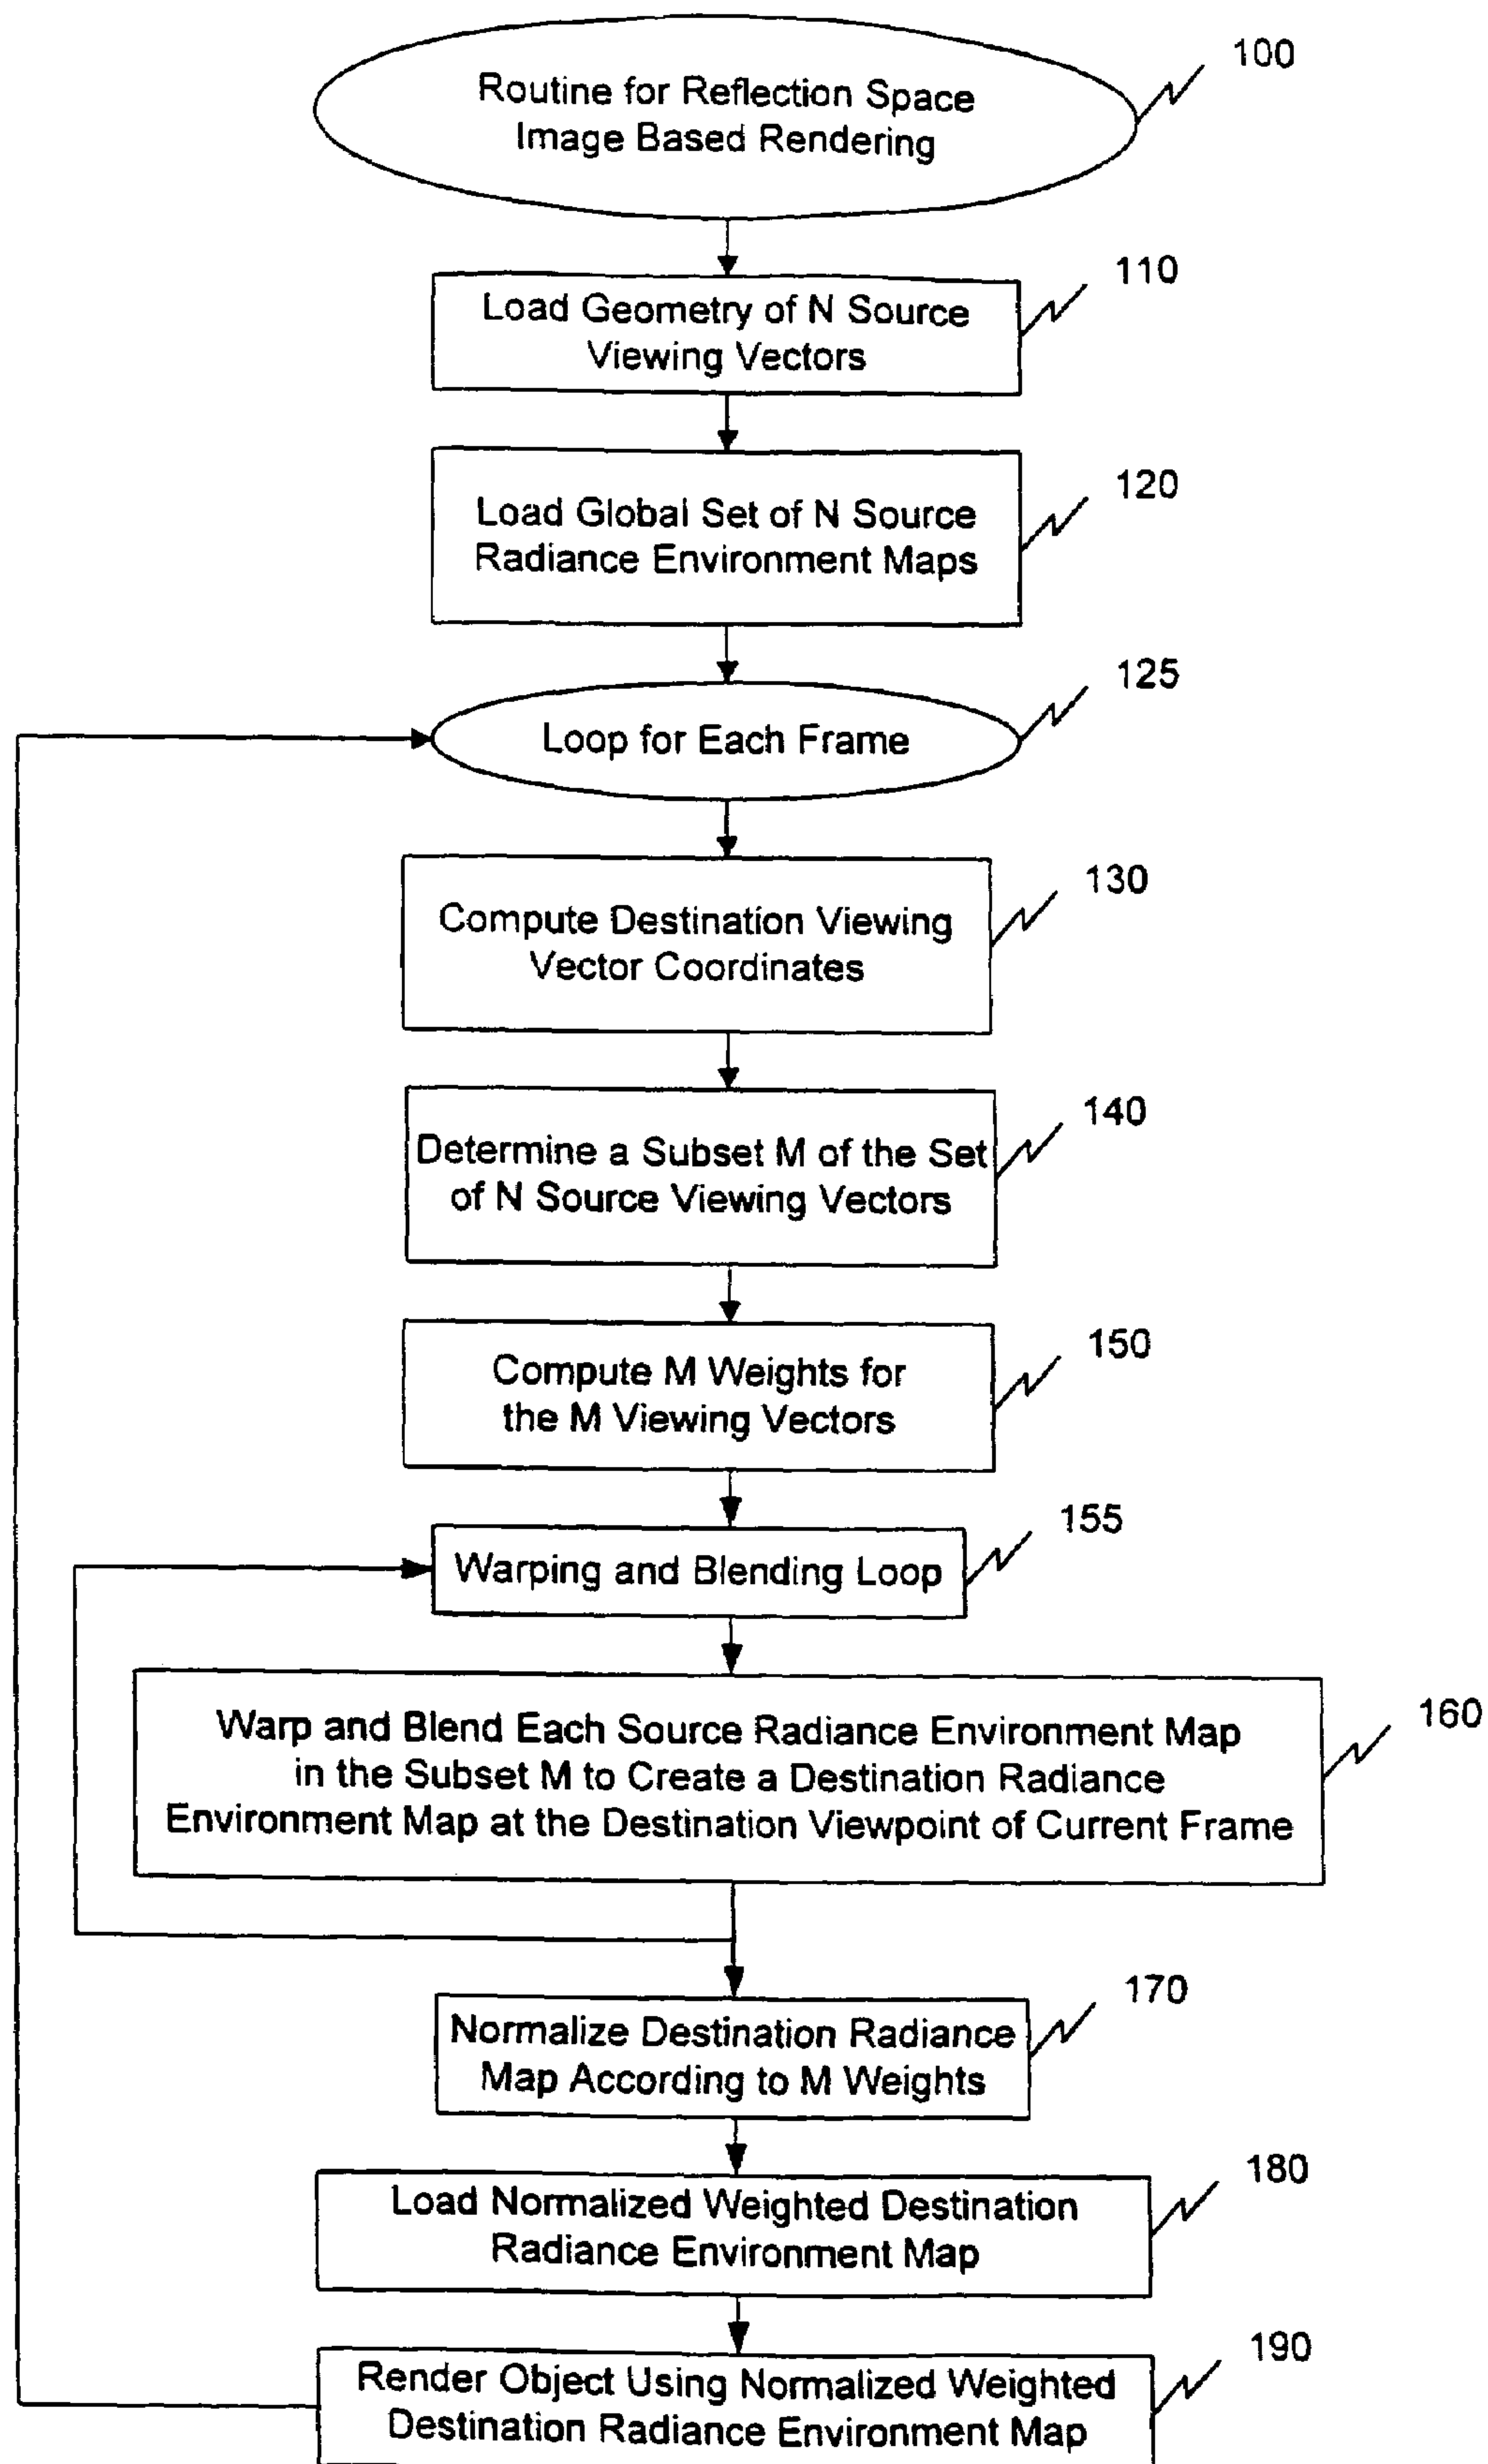 100
Routine for Reflection Space
Image Based Rendering
110
Load Geometry of N Source
Viewing Vectors
120
Load Global Set of N Source
Radiance Environment Maps
125
Loop for Each Frame
130
Compute Destination Viewing
Vector Coordinates
140
Determine a Subset M of the Set
of N Source Viewing Vectors
150
Compute M Weights for
the M Viewing Vectors
155
Warping and Blending Loop
160
Warp and Blend Each Source Radiance Environment Map
in the Subset M to Create a Destination Radiance
Environment Map at the Destination Viewpoint of Current Frame
170
Normalize Destination Radiance
Map According to M Weights
180
Load Normalized Weighted Destination
Radiance Environment Map
190
Render Object Using Normalized Weighted
Destination Radiance Environment Map